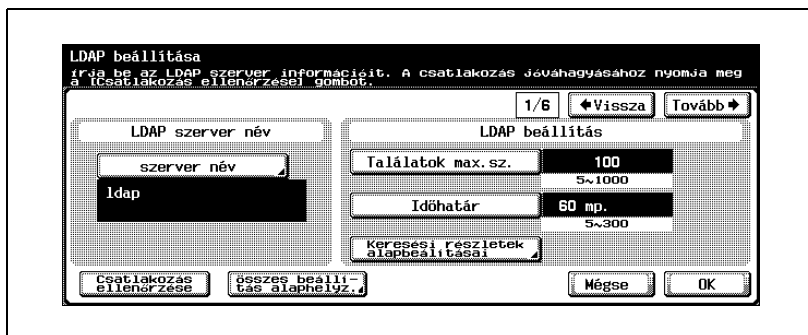 LDAP beállítása
írja be az LDAP szerver információit. A csatlakozás jóváhagyásához nyomja meg
a [Csatlakozás ellenőrzése] gombot.
1/6 ←Vissza Tovább→
LDAP szerver név
LDAP beállítás
szerver név
ldap
Találatok max.sz. 100
5~1000
Időhatár 60 mp.
5~300
Keresési részletek
alapbeálításai
Csatlakozás
ellenőrzése
összes beállí-
tás alaphelyz.
Mégse OK